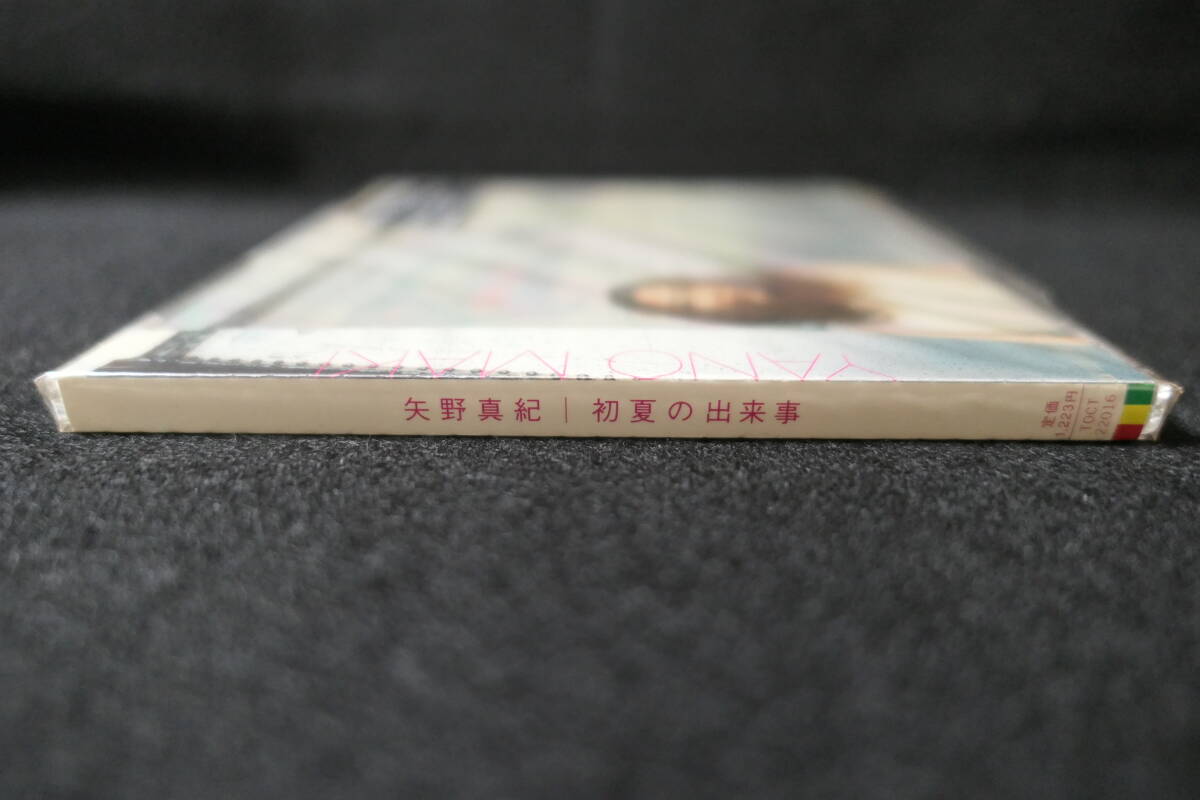 YANO MAKI
矢野真紀｜初夏の出来事
定価
1,223円
TOCT
22016